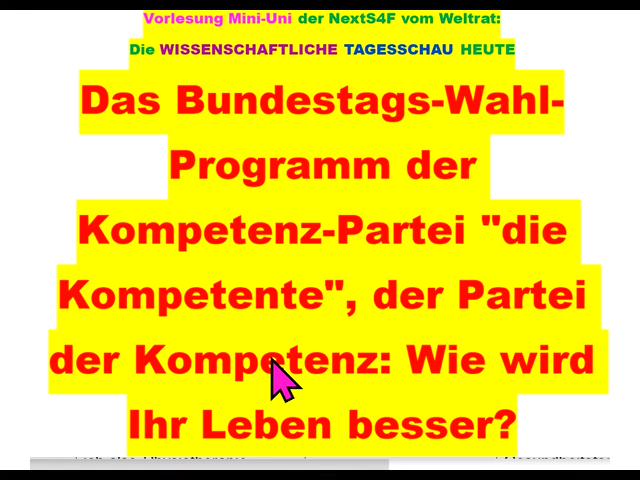 Vorlesung Mini-Uni der NextS4F vom Weltrat:
Die WISSENSCHAFTLICHE TAGESSCHAU HEUTE
Das Bundestags-Wahl-
Programm der
Kompetenz-Partei "die
Kompetente", der Partei
der Kompetenz: Wie wird
Ihr Leben besser?